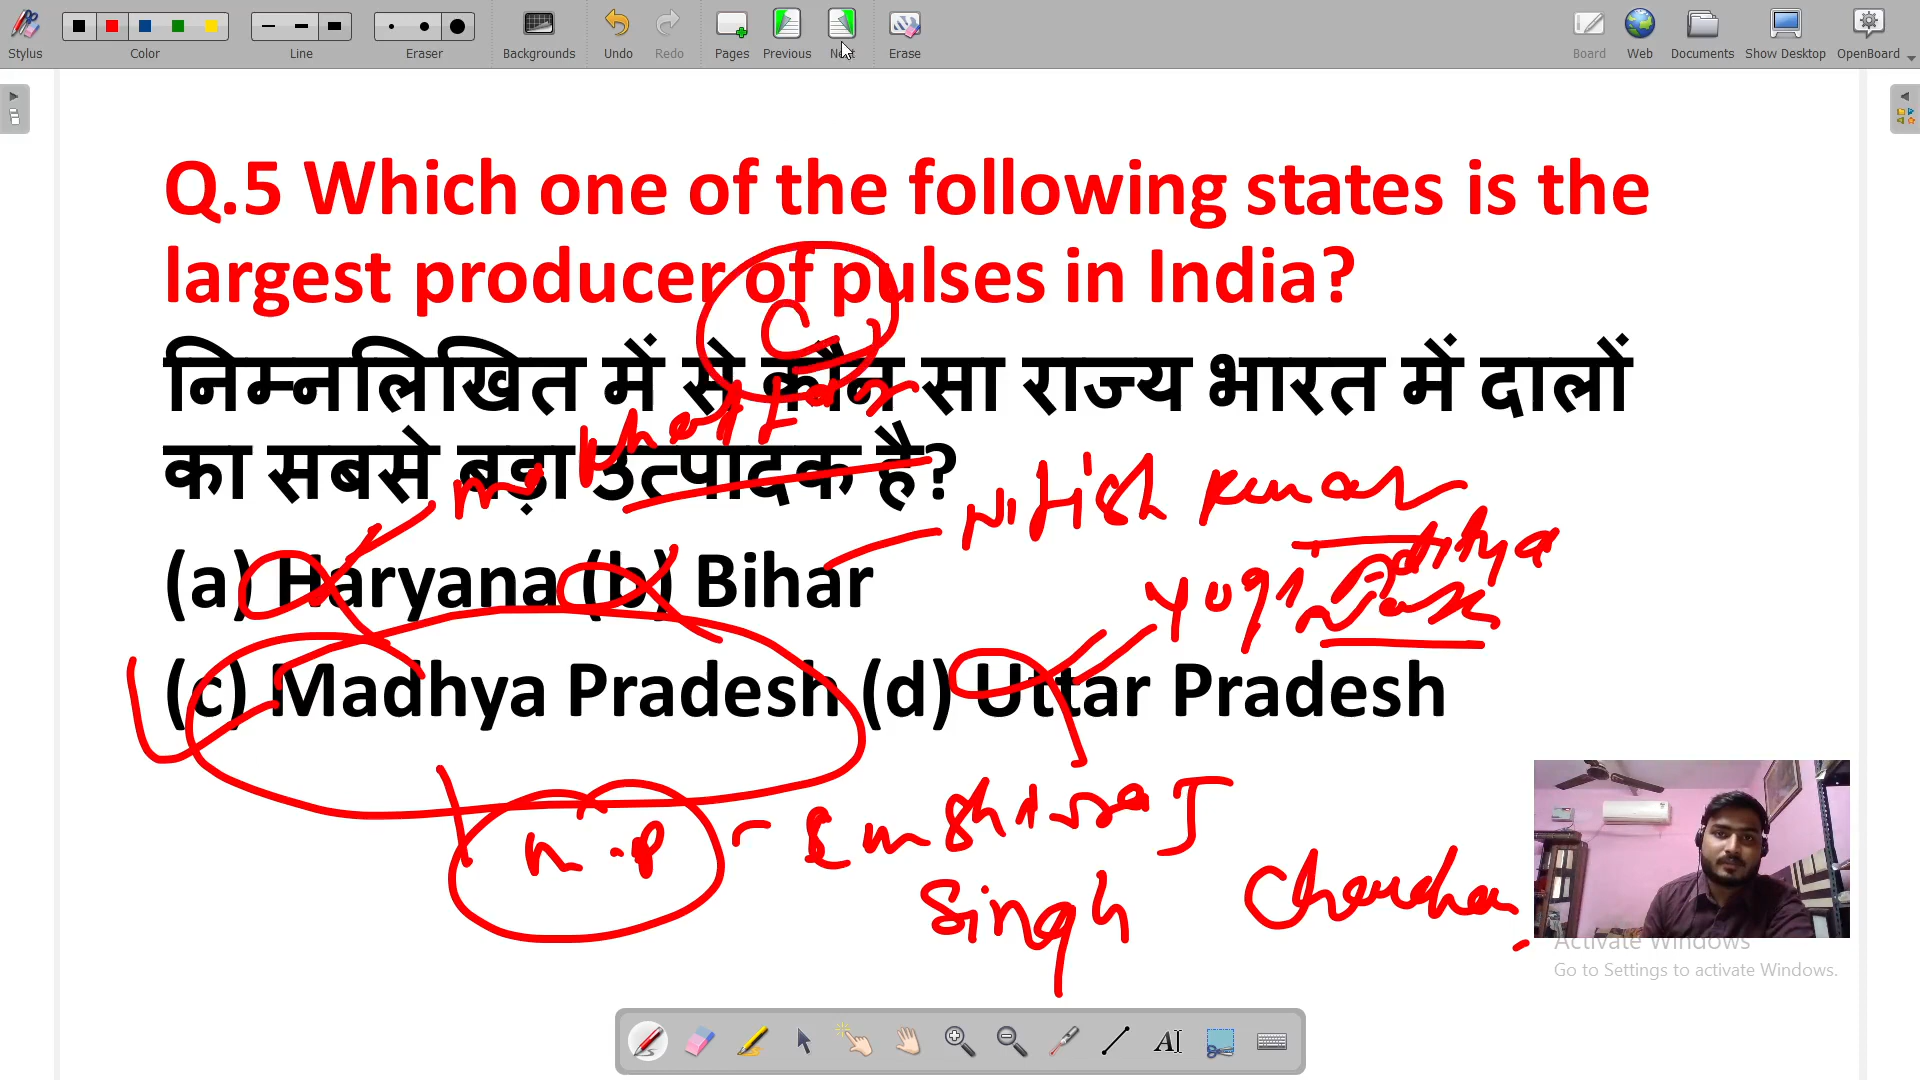 Stylus Color Line Eraser Backgrounds Undo Redo Pages Previous Next Erase Board Web Documents Show Desktop OpenBoard
Q.5 Which one of the following states is the
largest producer of pulses in India?
C
निम्नलिखित में से कौन सा राज्य भारत में दालों
का सबसे बड़ा उत्पादक है?
Nitish Kumar
(a) Haryana (b) Bihar
Yogi Aditya
(c) Madhya Pradesh (d) Uttar Pradesh
M.P
Singh
Activate Windows
Go to Settings to activate Windows.